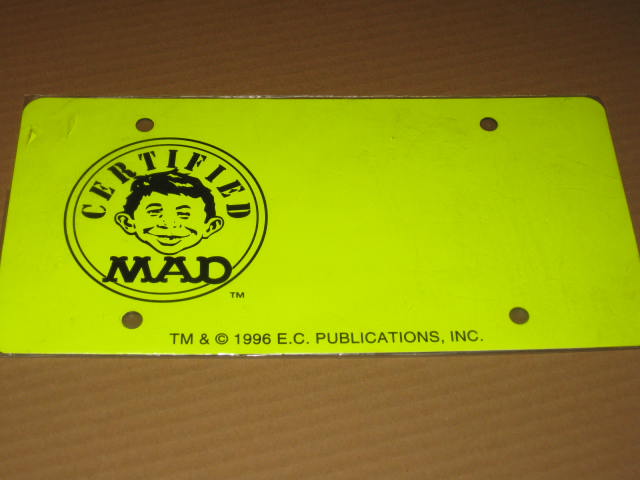 CERTIFIED
MAD
TM
TM & © 1996 E.C. PUBLICATIONS, INC.